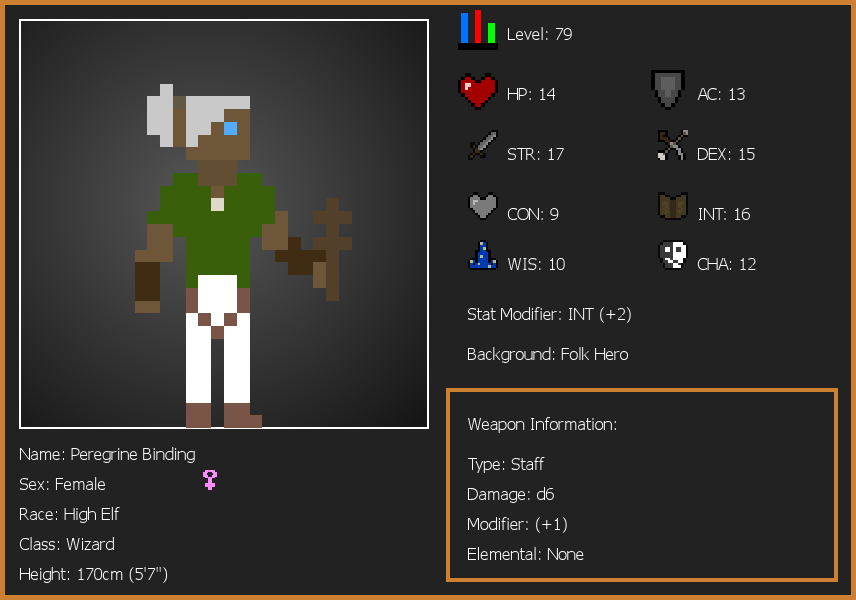 Level: 79
HP: 14
AC: 13
STR: 17
DEX: 15
CON: 9
INT: 16
WIS: 10
CHA: 12
Stat Modifier: INT (+2)
Background: Folk Hero
Weapon Information:
Type: Staff
Damage: d6
Modifier: (+1)
Elemental: None
Name: Peregrine Binding
Sex: Female
Race: High Elf
Class: Wizard
Height: 170cm (5'7")